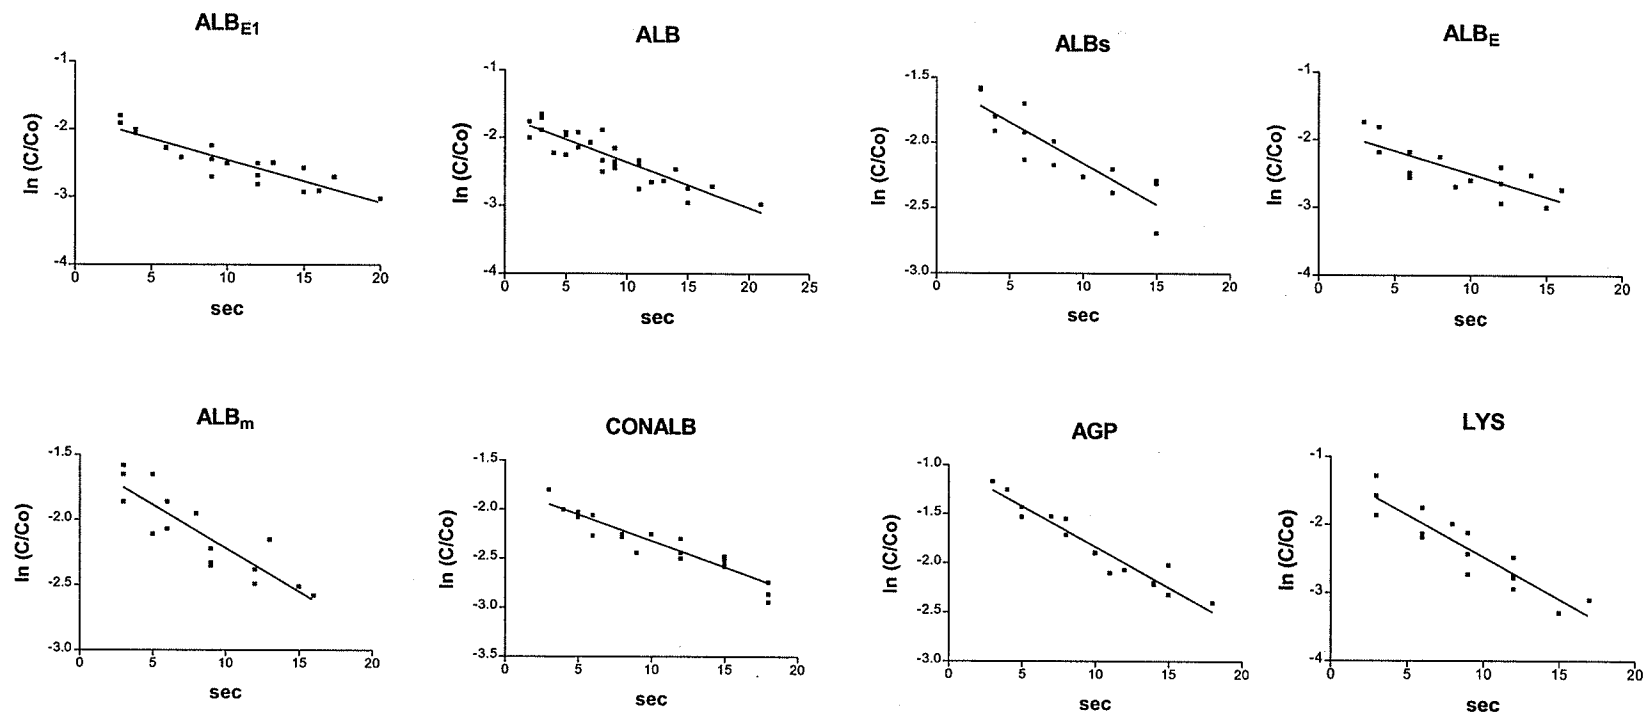 ALBE1
-1
-2
-3
-4
0 5 10 15 20
ln (C/Co)
sec
ALB
-1
-2
-3
-4
0 5 10 15 20 25
ln (C/Co)
sec
ALBs
-1.5
-2.0
-2.5
-3.0
0 5 10 15 20
ln (C/Co)
sec
ALBE
-1
-2
-3
-4
0 5 10 15 20
ln (C/Co)
sec
ALBm
-1.5
-2.0
-2.5
-3.0
0 5 10 15 20
ln (C/Co)
sec
CONALB
-1.5
-2.0
-2.5
-3.0
-3.5
0 5 10 15 20
ln (C/Co)
sec
AGP
-1.0
-1.5
-2.0
-2.5
-3.0
0 5 10 15 20
ln (C/Co)
sec
LYS
-1
-2
-3
-4
0 5 10 15 20
ln (C/Co)
sec